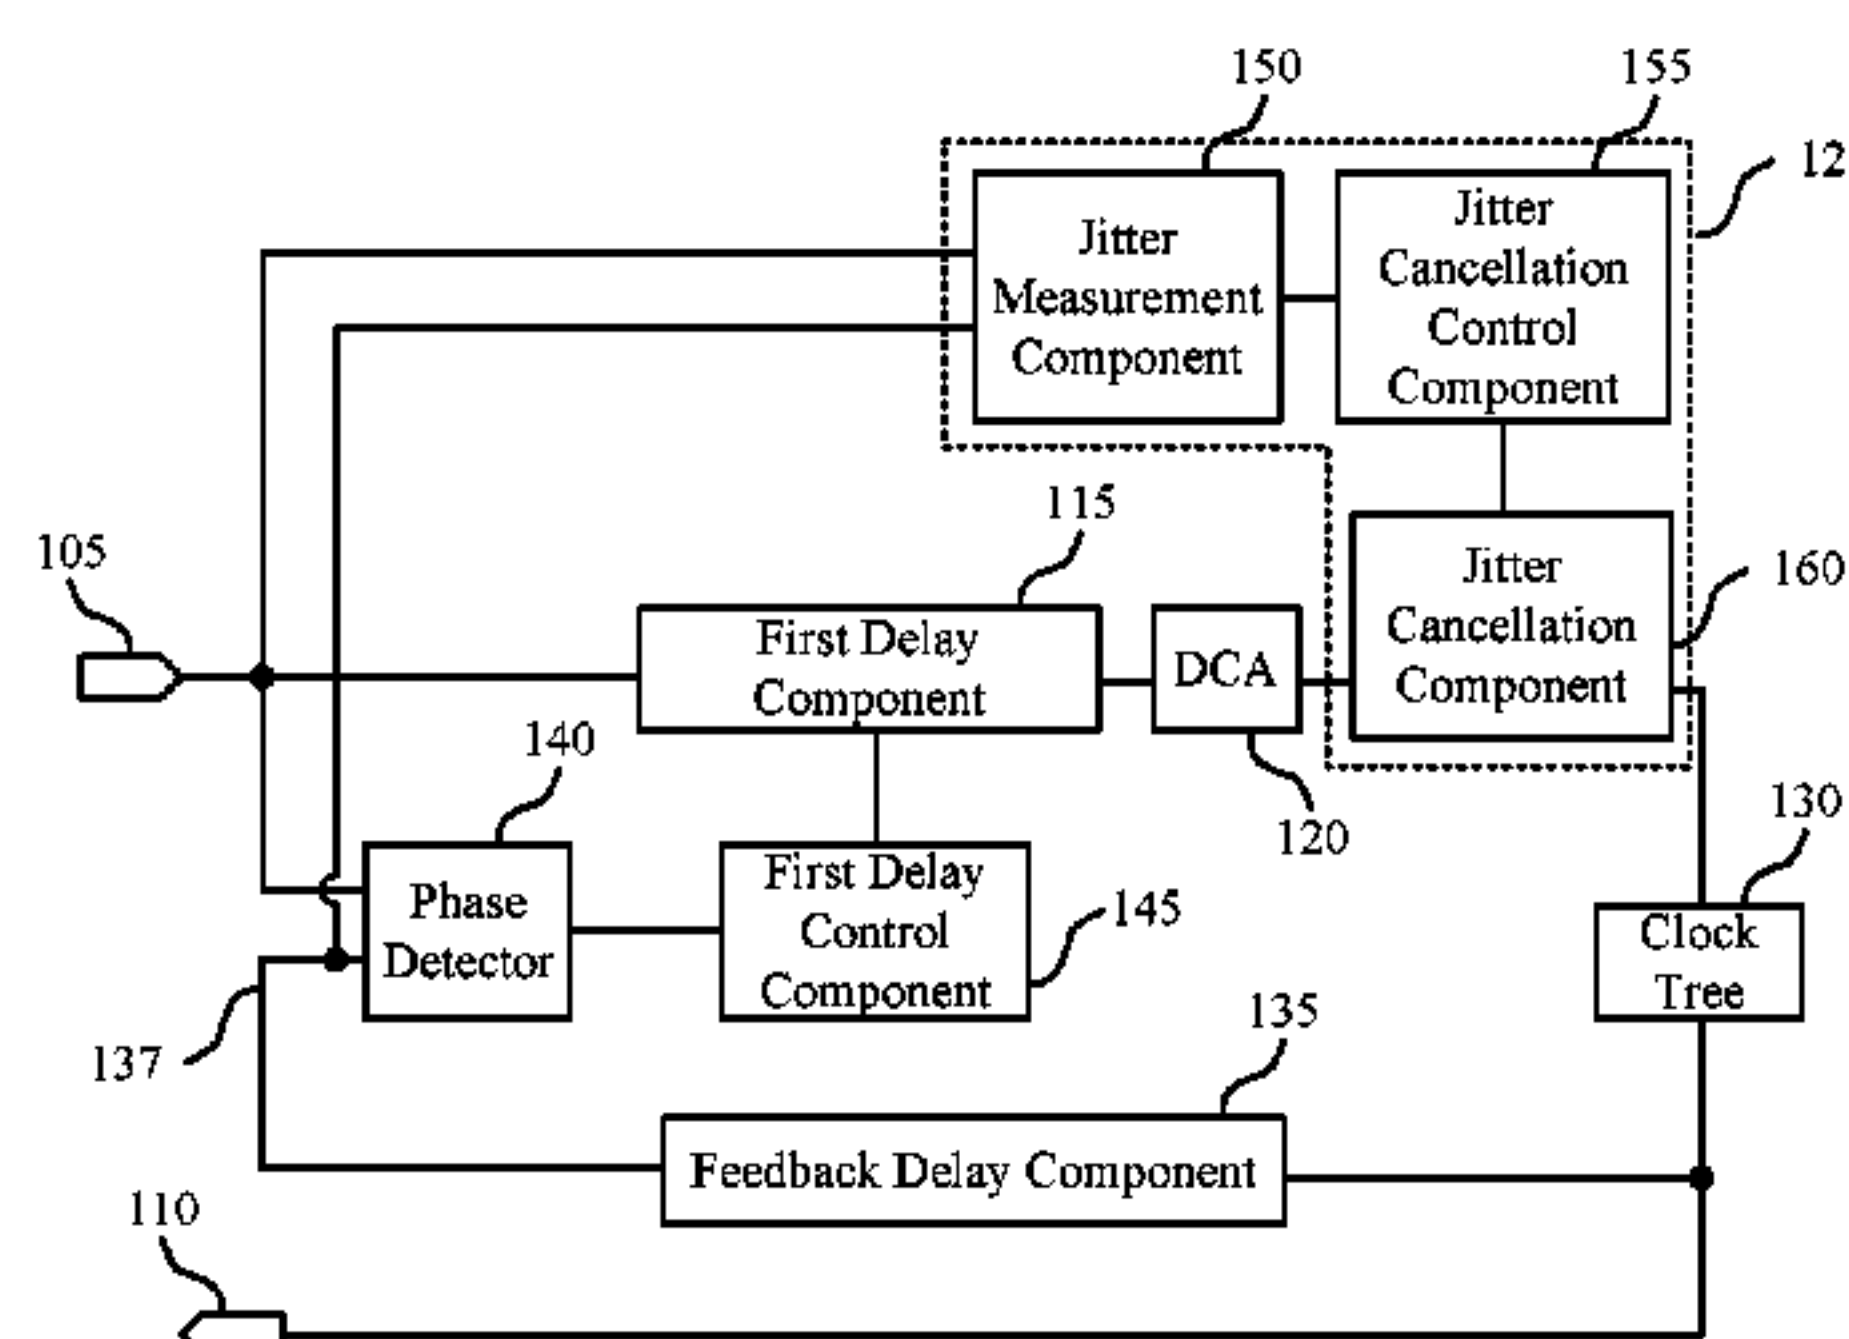 150
155
12
Jitter
Measurement
Component
Jitter
Cancellation
Control
Component
115
105
Jitter
Cancellation
Component
160
First Delay
Component
DCA
140
120
130
Phase
Detector
First Delay
Control
Component
145
Clock
Tree
137
135
Feedback Delay Component
110